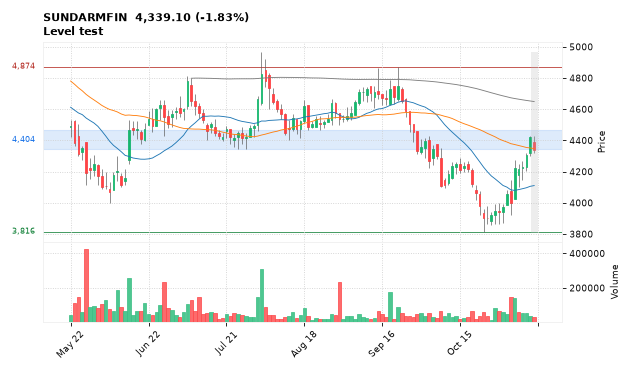 SUNDARMFIN 4,339.10 (-1.83%)
Level test
5000
4,874
4800
4600
4,404
4400
Price
4200
4000
3,816
3800
400000
200000
Volume
May 22
Jun 22
Jul 21
Aug 18
Sep 16
Oct 15